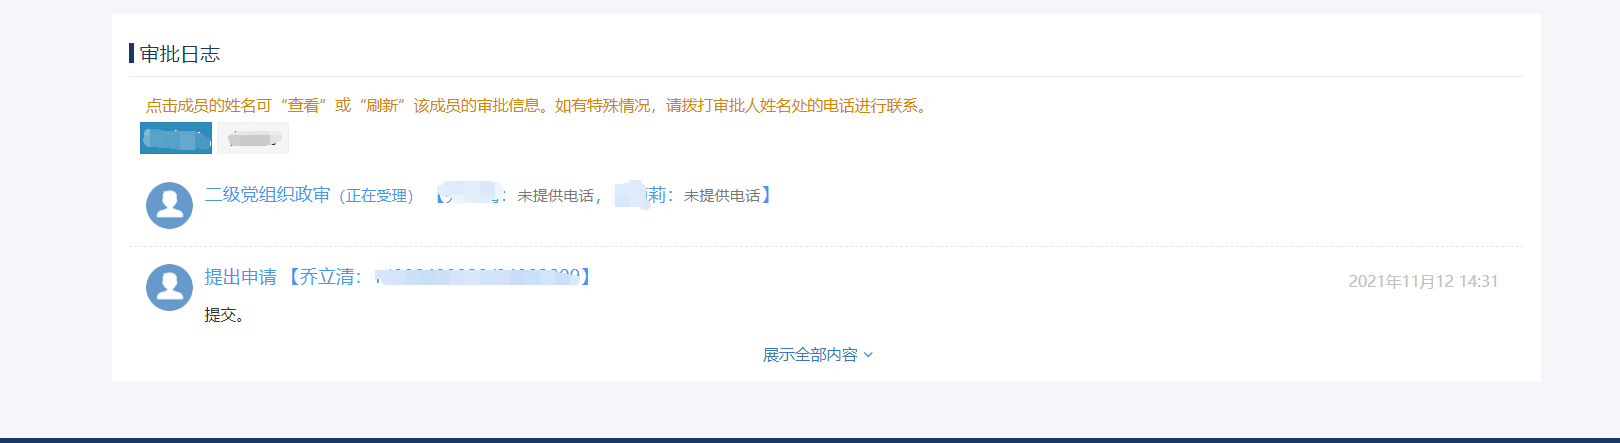 审批日志
点击成员的姓名可“查看”或“刷新”该成员的审批信息。如有特殊情况，请拨打审批人姓名处的电话进行联系。
二级党组织政审（正在受理） 【：未提供电话，莉：未提供电话】
提出申请 【乔立清：】 2021年11月12 14:31
提交。
展示全部内容